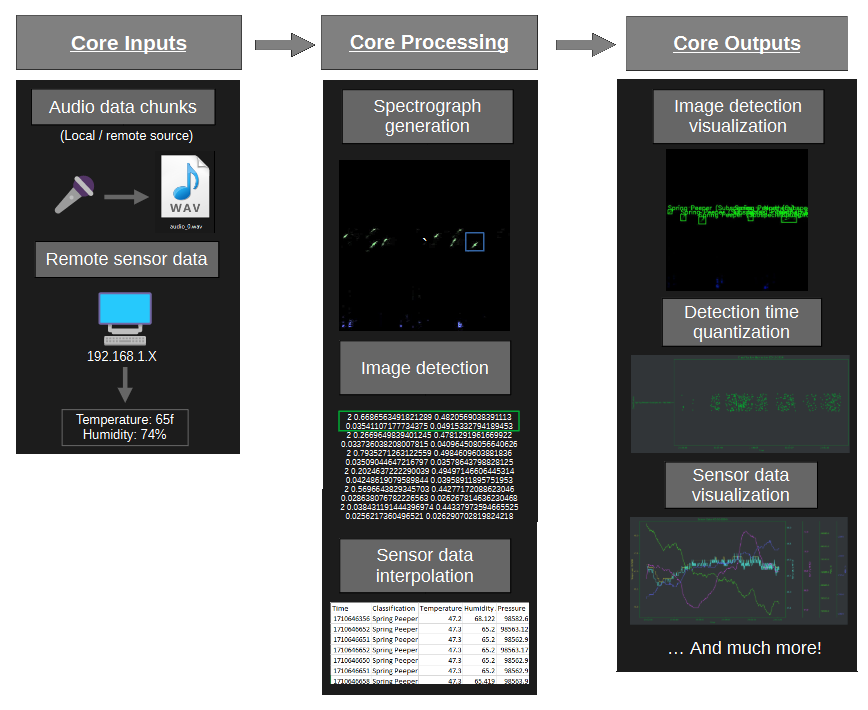 Core Inputs
Core Processing
Core Outputs
Audio data chunks
(Local / remote source)
WAV
audio_0.wav
Remote sensor data
192.168.1.X
Temperature: 65f
Humidity: 74%
Spectrograph
generation
Image detection
2 0.6686563491821289 0.4820569038391113
0.03541107177734375 0.04915332794189453
2 0.2669649839401245 0.4781291961669922
0.033736038208007815 0.040964508056640626
2 0.7935271263122559 0.4984609603881836
0.03509044647216797 0.03578643798828125
2 0.2024637222290039 0.49497146606445314
0.04248619079589844 0.03958911895751953
2 0.5696643829345703 0.44277172088623046
0.028638076782226563 0.026267814636230468
2 0.038431191444396974 0.44337973594665525
0.0256217360496521 0.026290702819824218
Sensor data
interpolation
Time Classification Temperature Humidity Pressure
1710646356 Spring Peeper 47.2 68.122 98582.6
1710646652 Spring Peeper 47.3 65.2 98563.12
1710646651 Spring Peeper 47.3 65.2 98562.9
1710646652 Spring Peeper 47.3 65.2 98563.17
1710646650 Spring Peeper 47.3 65.2 98562.9
1710646651 Spring Peeper 47.3 65.2 98562.9
1710646658 Spring Peeper 47.3 65.419 98563.9
Image detection
visualization
Spring Peeper
Detection time
quantization
Sensor data
visualization
… And much more!